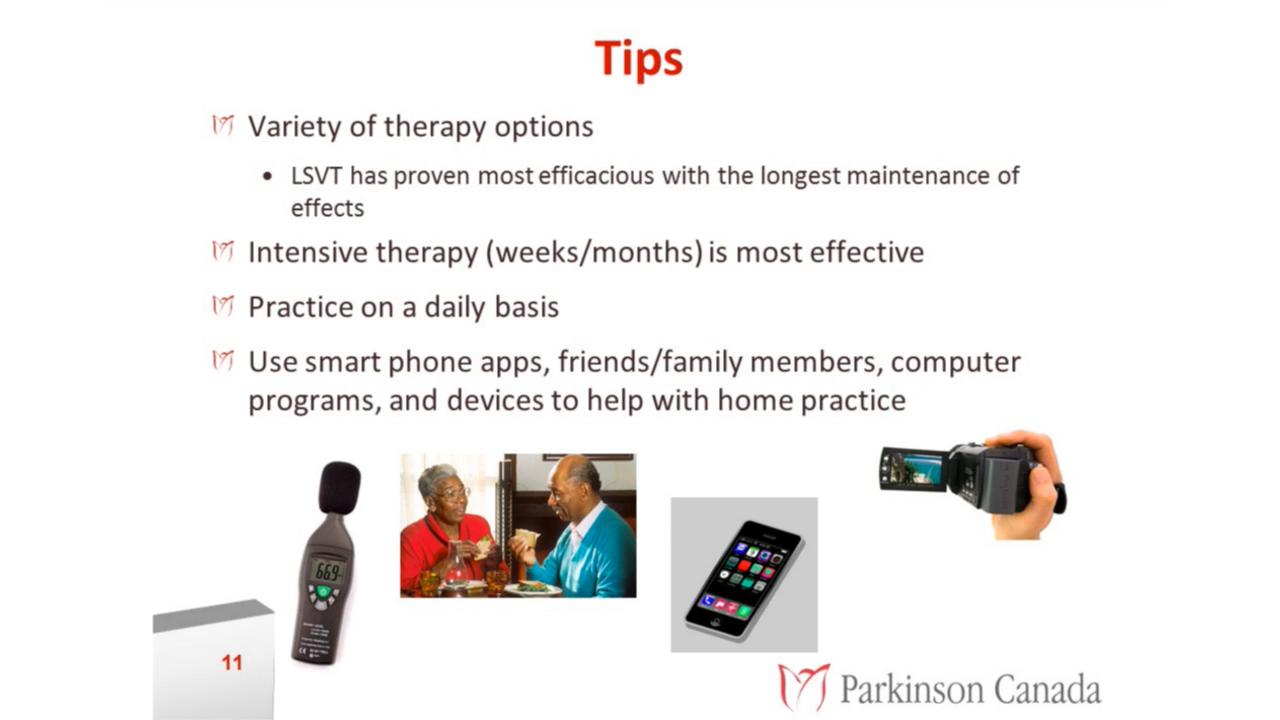 Tips
Variety of therapy options
• LSVT has proven most efficacious with the longest maintenance of
effects
Intensive therapy (weeks/months) is most effective
Practice on a daily basis
Use smart phone apps, friends/family members, computer
programs, and devices to help with home practice
66.9
11
Parkinson Canada